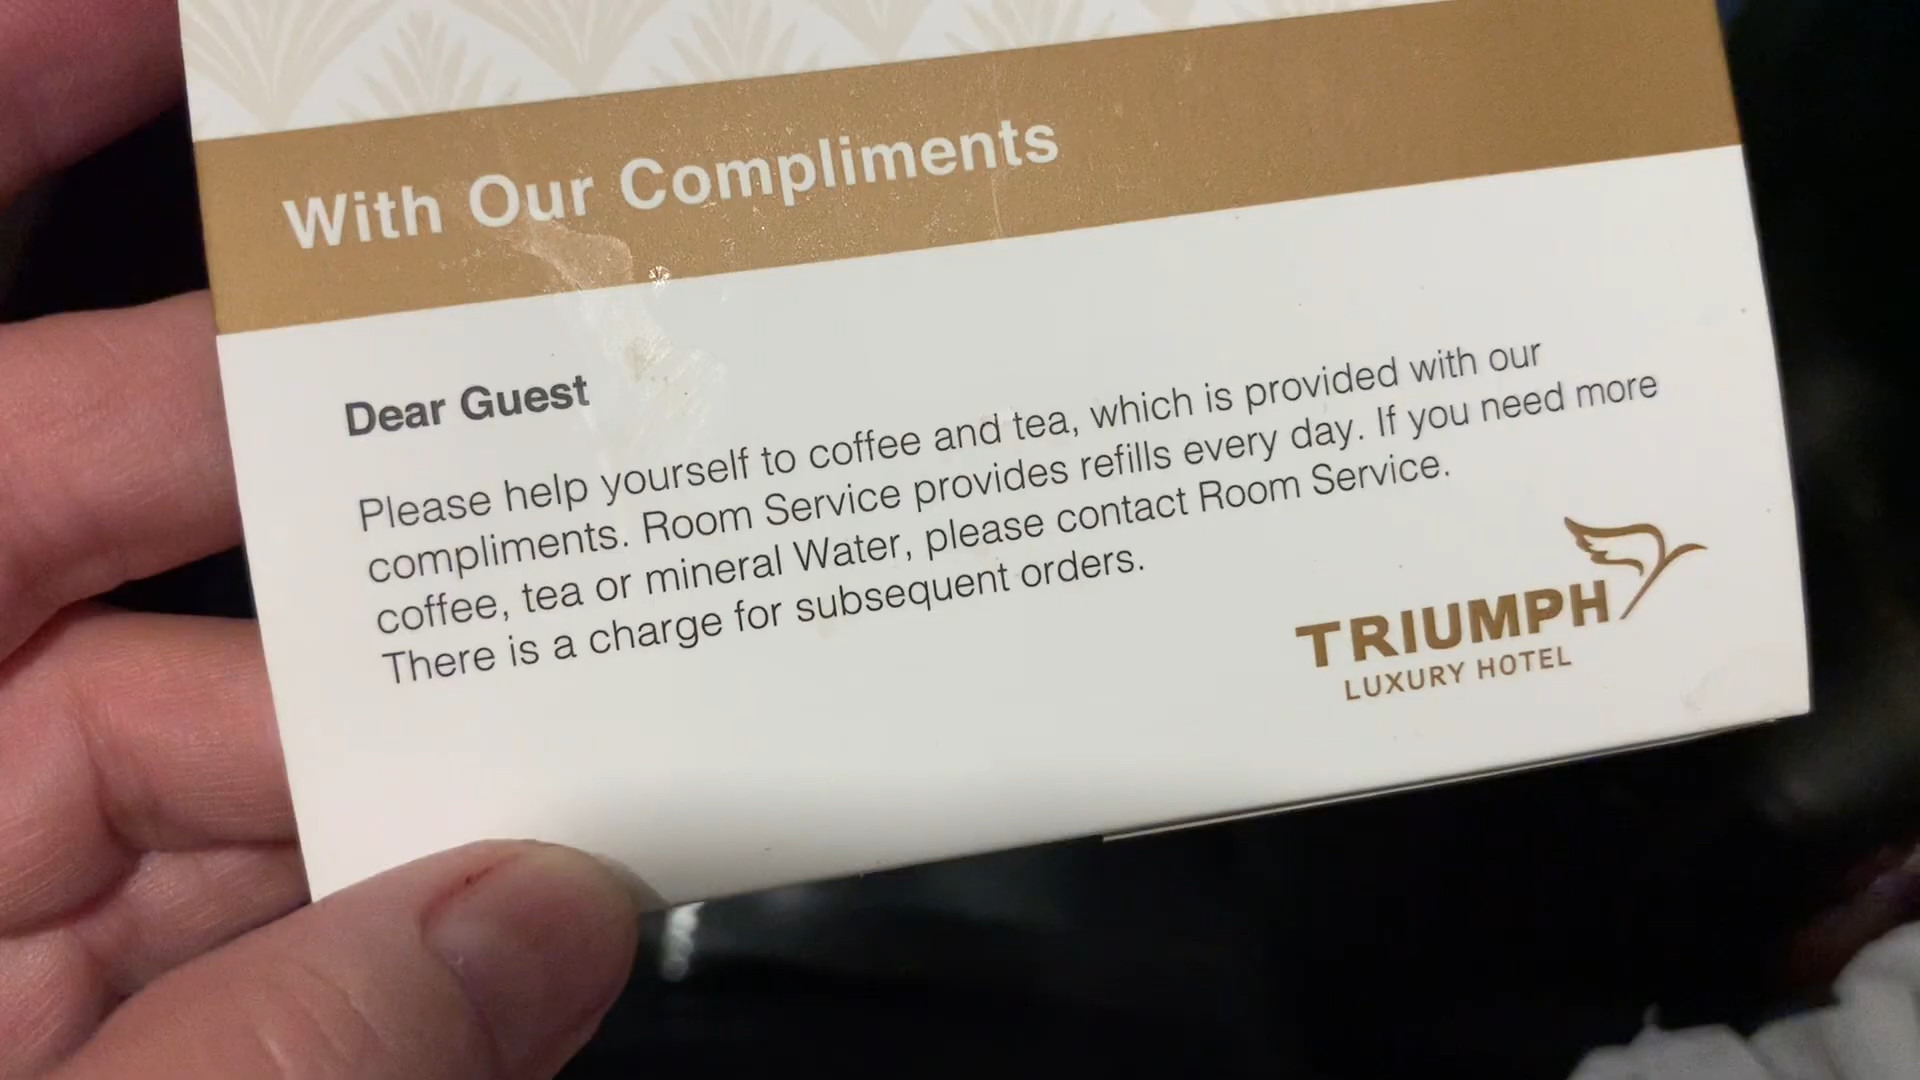 With Our Compliments
Dear Guest
Please help yourself to coffee and tea, which is provided with our
compliments. Room Service provides refills every day. If you need more
coffee, tea or mineral Water, please contact Room Service.
There is a charge for subsequent orders.
TRIUMPH
LUXURY HOTEL